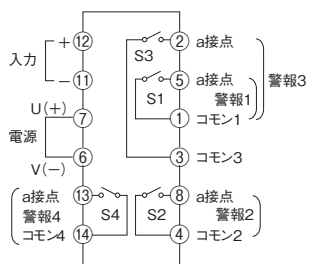 入力
+ ⑫
− ⑪
U(+)
⑦
電源
⑥
V(−)
a接点 ⑬
警報4
コモン4 ⑭
S4
S3
② a接点
S1
⑤ a接点
警報1
① コモン1
警報3
③ コモン3
S2
⑧ a接点
警報2
④ コモン2